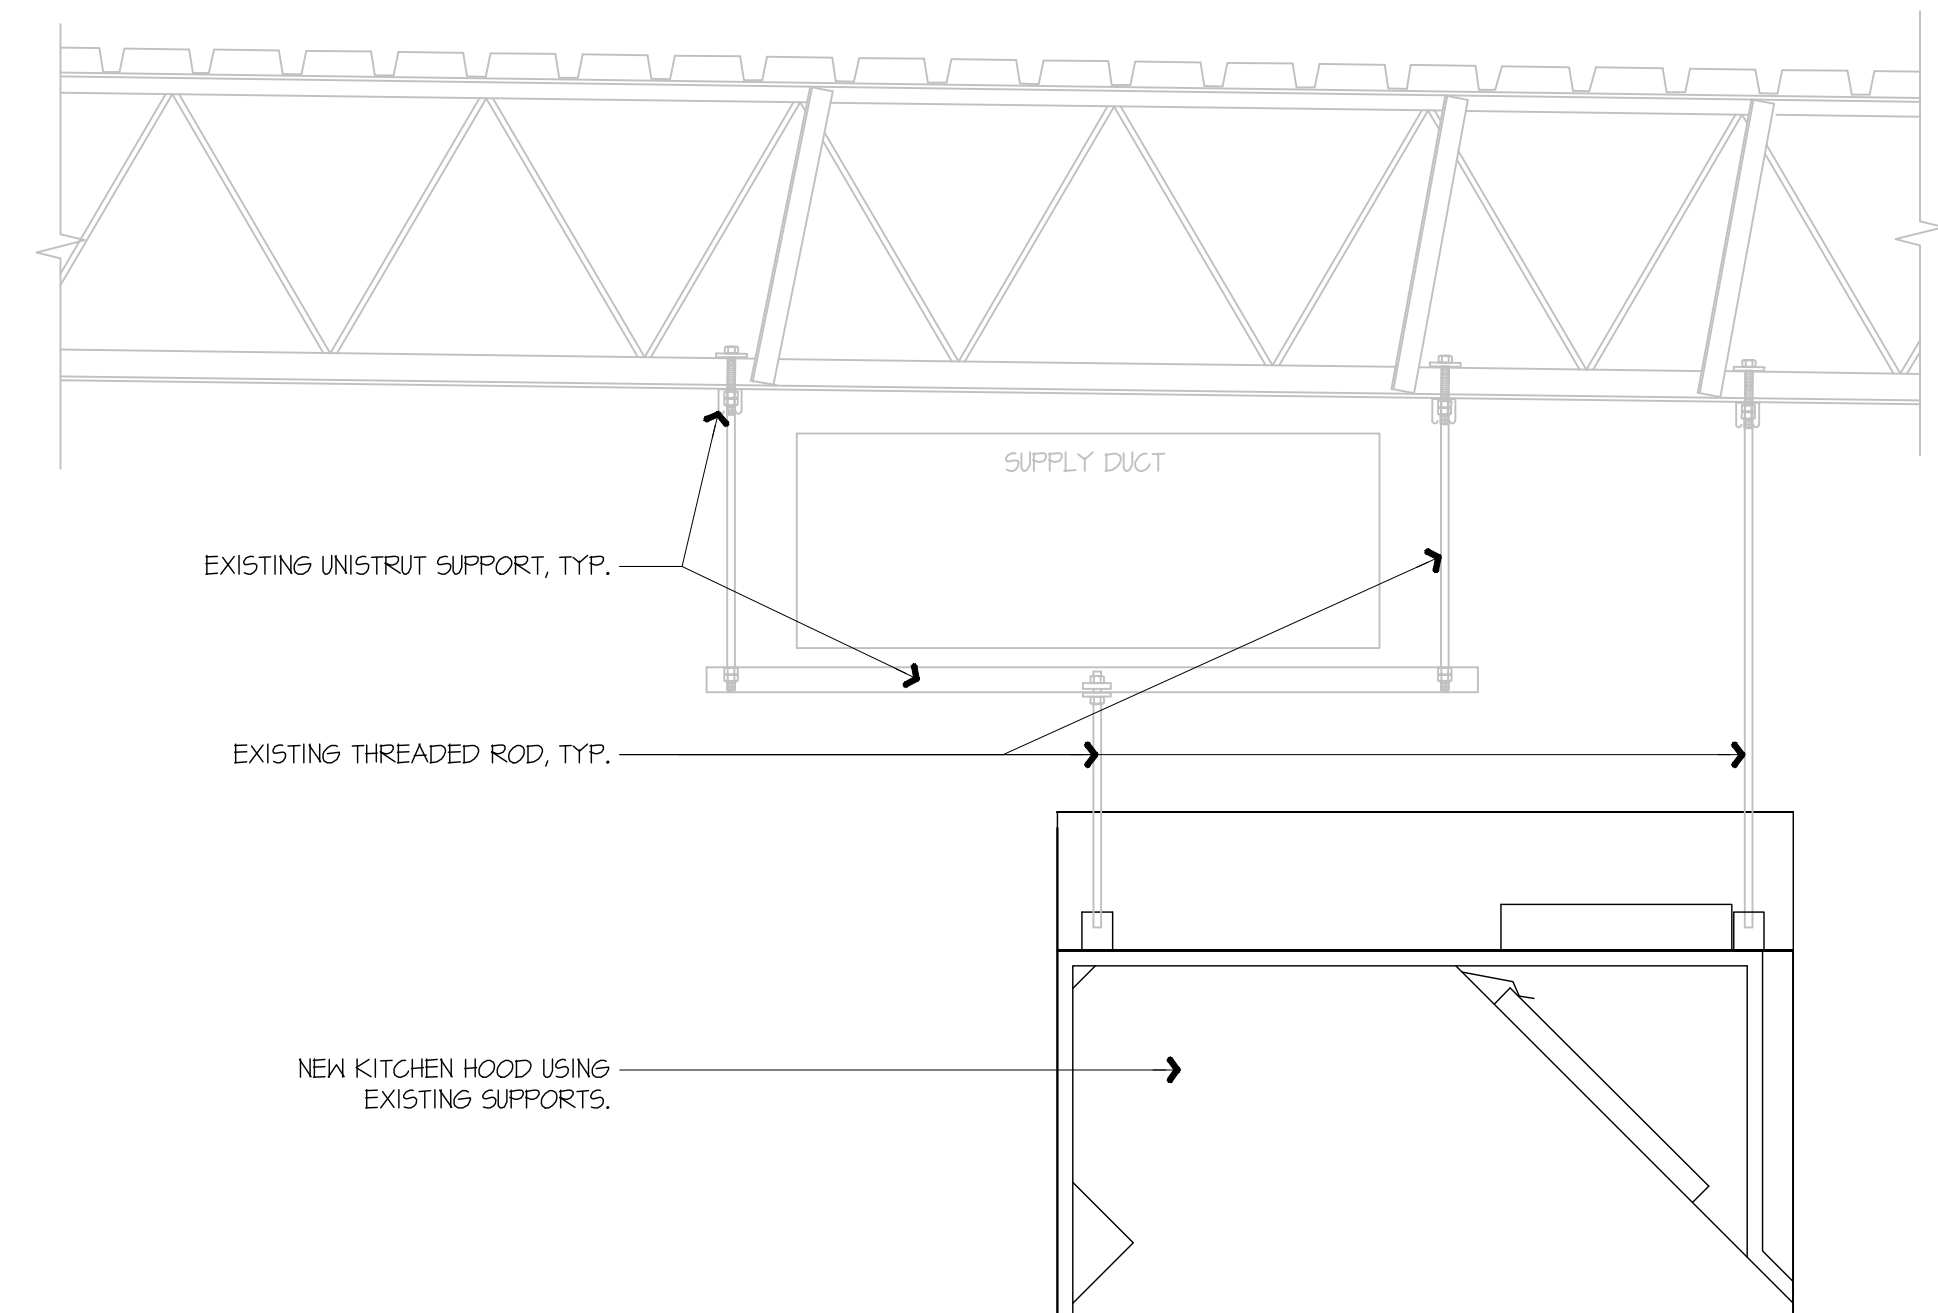 SUPPLY DUCT
EXISTING UNISTRUT SUPPORT, TYP.
EXISTING THREADED ROD, TYP.
NEW KITCHEN HOOD USING
EXISTING SUPPORTS.